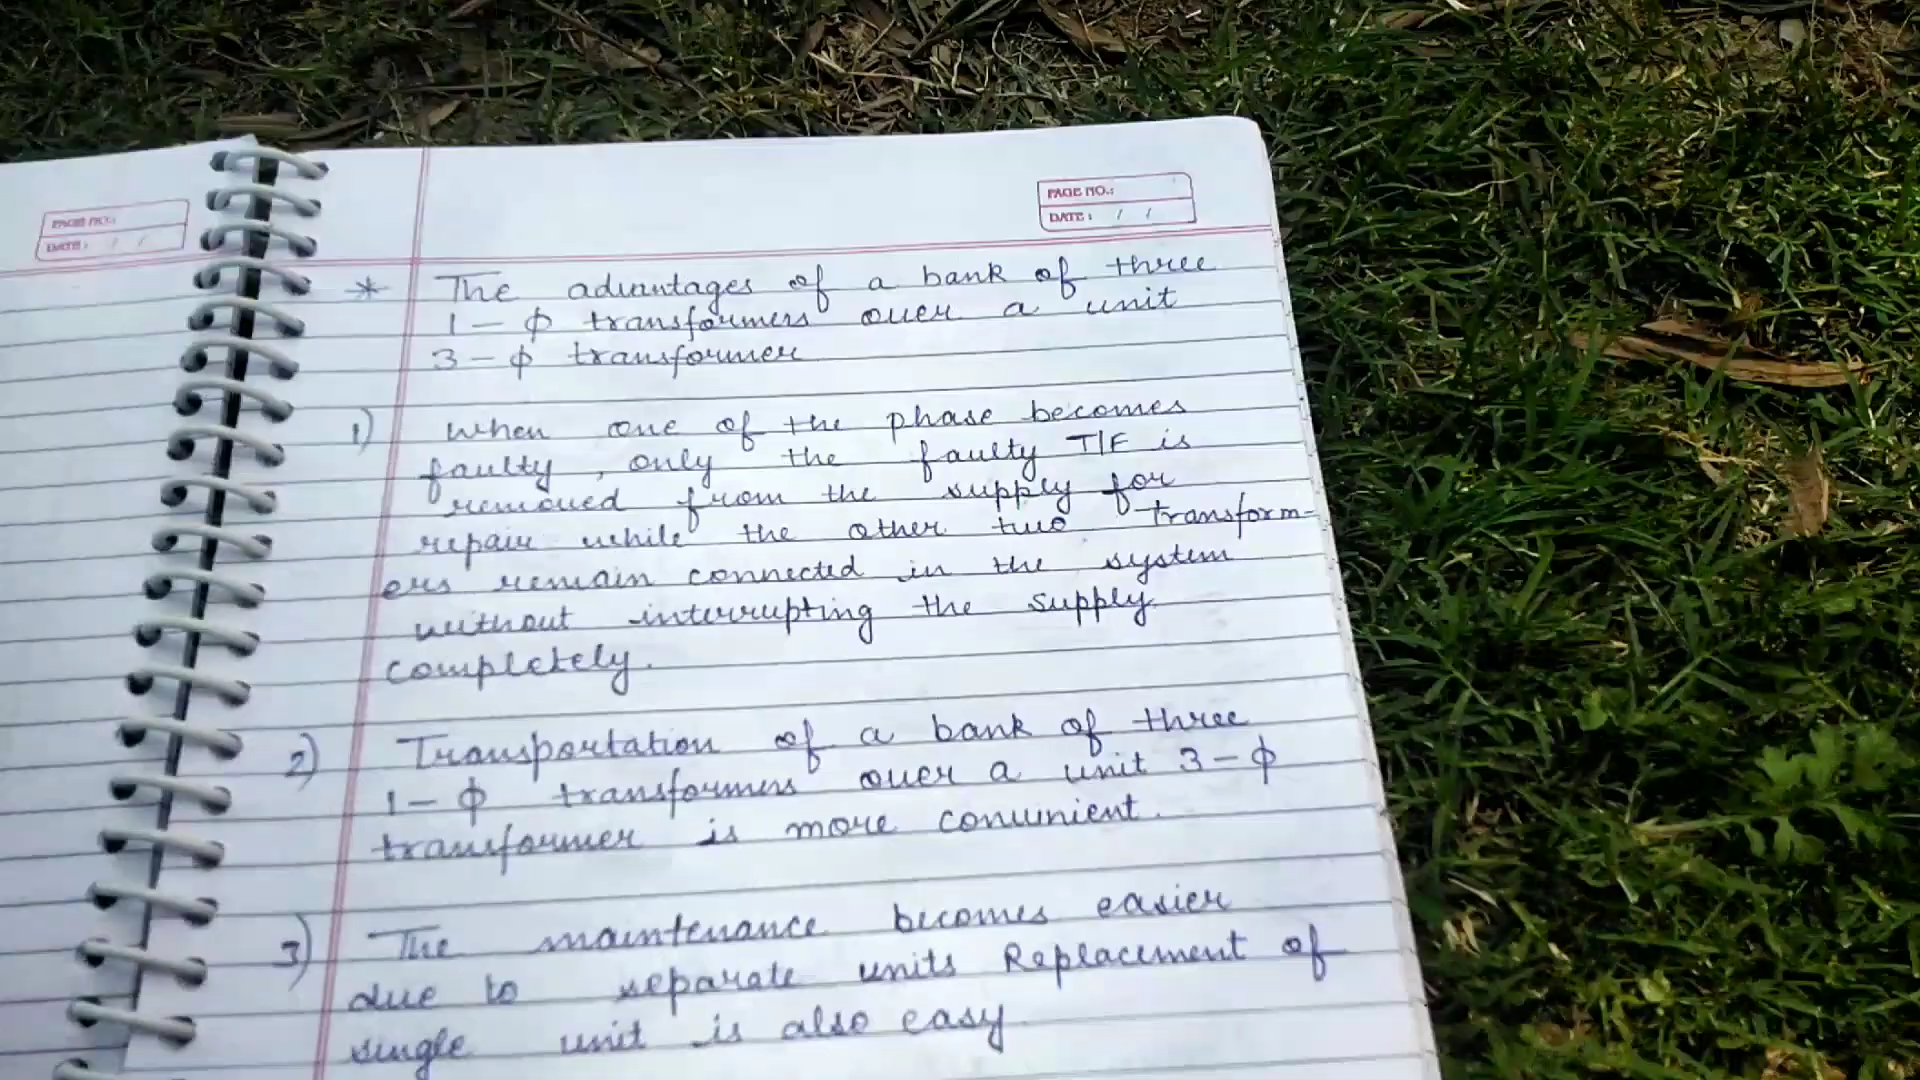 PAGE NO.:
DATE: / /
PAGE NO.:
DATE: / /
* The advantages of a bank of three
1-ϕ transformers over a unit
3-ϕ transformer
1) When one of the phase becomes
faulty, only the faulty T/F is
removed from the supply for
repair while the other two transform-
ers remain connected in the system
without interrupting the supply
completely.
2) Transportation of a bank of three
1-ϕ transformers over a unit 3-ϕ
transformer is more convinient.
3) The maintenance becomes easier
due to separate units Replacement of
single unit is also easy